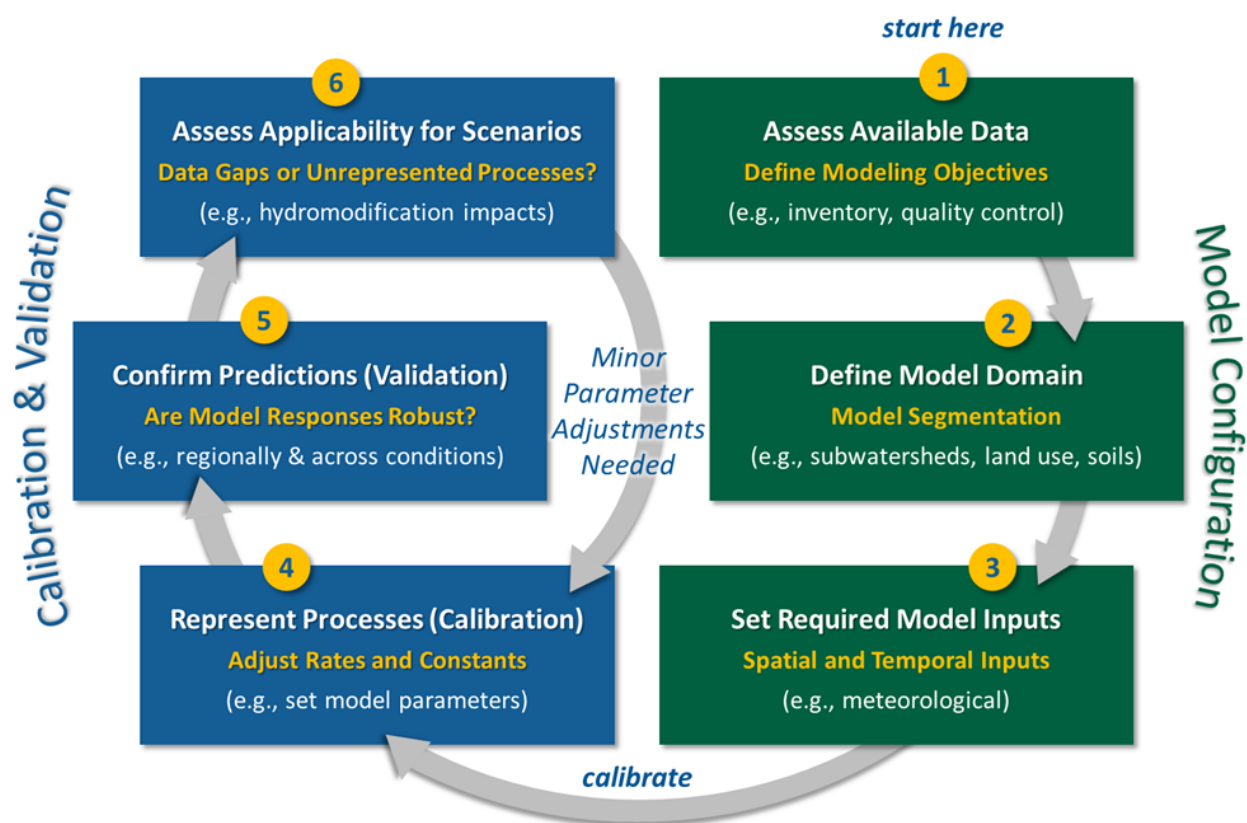 start here
1
Assess Available Data
Define Modeling Objectives
(e.g., inventory, quality control)
2
Define Model Domain
Model Segmentation
(e.g., subwatersheds, land use, soils)
3
Set Required Model Inputs
Spatial and Temporal Inputs
(e.g., meteorological)
Model Configuration
calibrate
4
Represent Processes (Calibration)
Adjust Rates and Constants
(e.g., set model parameters)
5
Confirm Predictions (Validation)
Are Model Responses Robust?
(e.g., regionally & across conditions)
6
Assess Applicability for Scenarios
Data Gaps or Unrepresented Processes?
(e.g., hydromodification impacts)
Minor
Parameter
Adjustments
Needed
Calibration & Validation